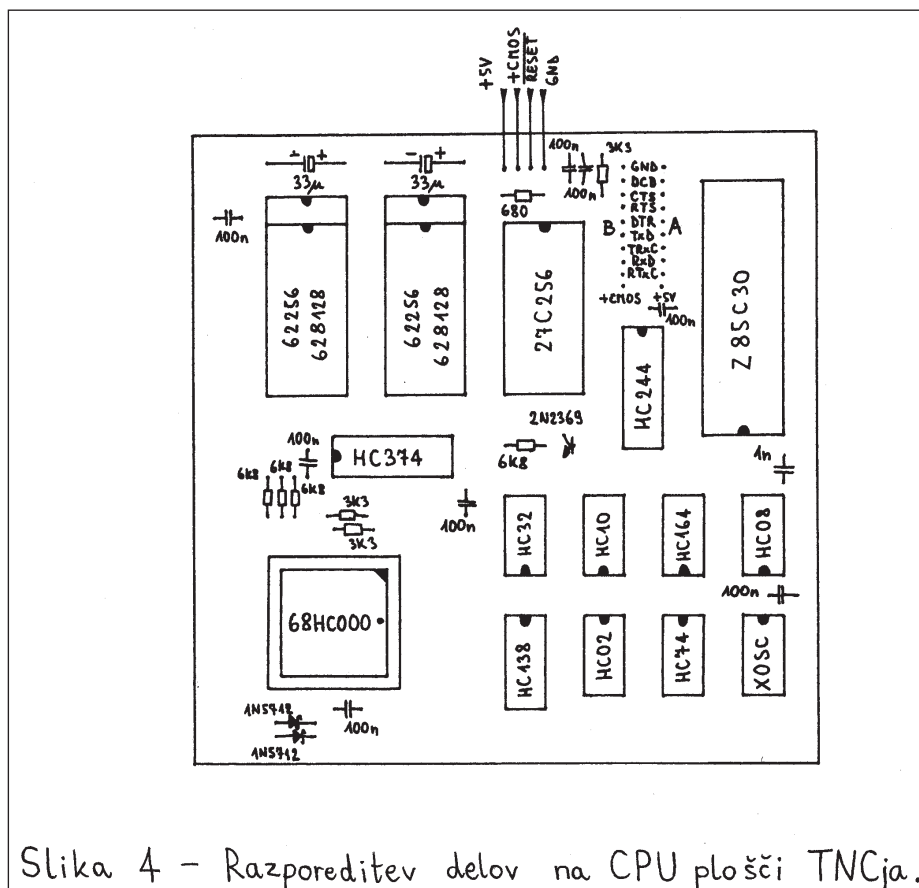 +5V
+CMOS
RESET
GND
33µ
33µ
100n
100n
3K3
680
100n
GND
DCD
CTS
RTS
DTR
TxD
TRxC
RxD
RTxC
B
A
+CMOS
+5V
100n
62256
628128
62256
628128
27C256
HC244
Z85C30
2N2369
6K8
100n
HC374
1n
6K8
6K8
6K8
3K3
3K3
100n
HC32
HC10
HC164
HC08
100n
68HC000
HC138
HC02
HC74
XOSC
1N5712
1N5712
100n
Slika 4 - Razporeditev delov na CPU plošči TNCja.